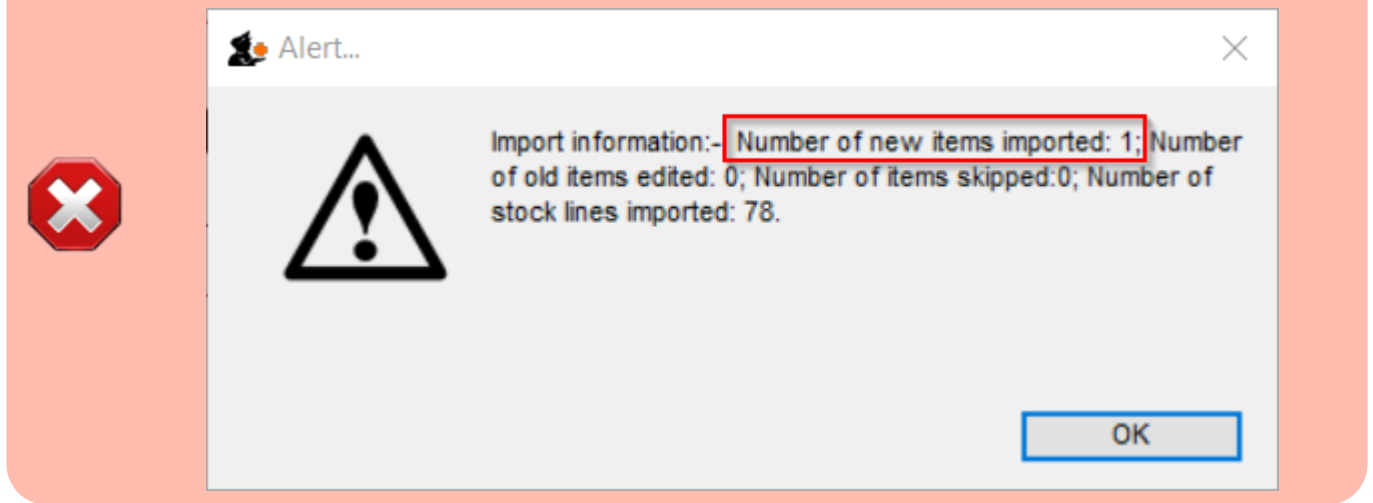 Alert...
Import information:- Number of new items imported: 1; Number
of old items edited: 0; Number of items skipped:0; Number of
stock lines imported: 78.
OK